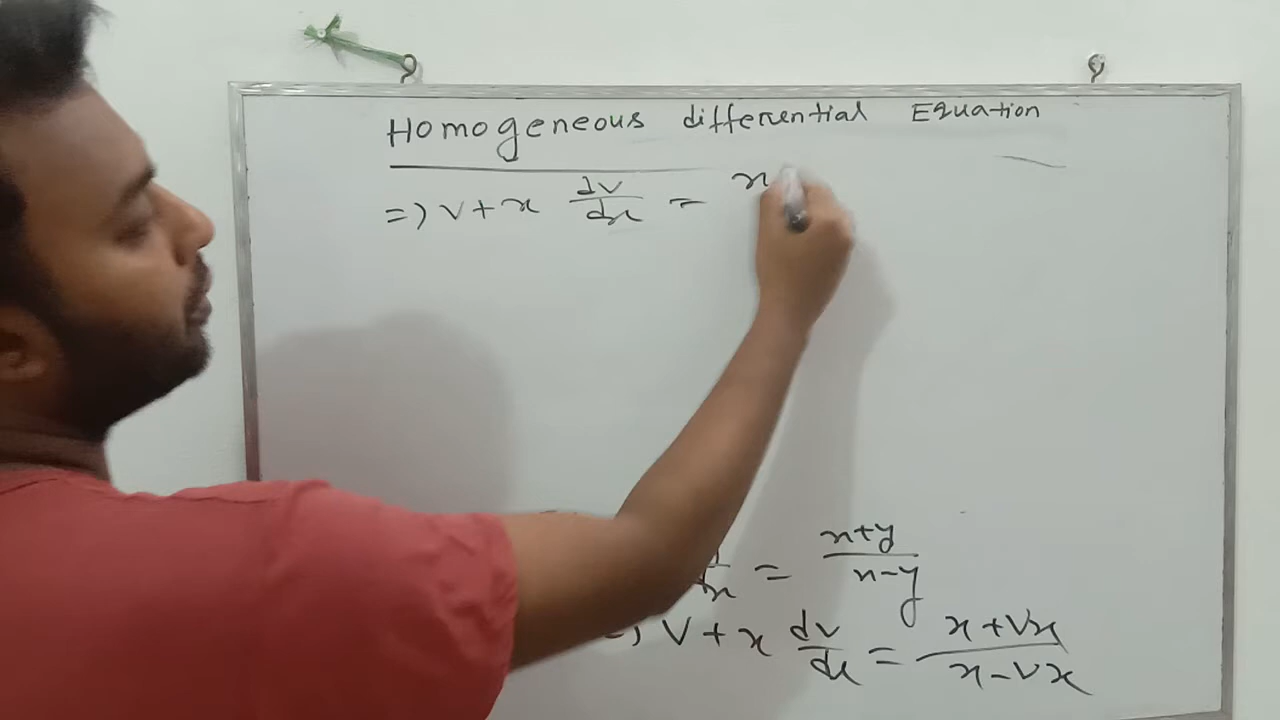 Homogeneous differential Equation
=> v + x dv/dx = x
= x+y/x-y
V + x dv/dx = x+Vx/x-Vx